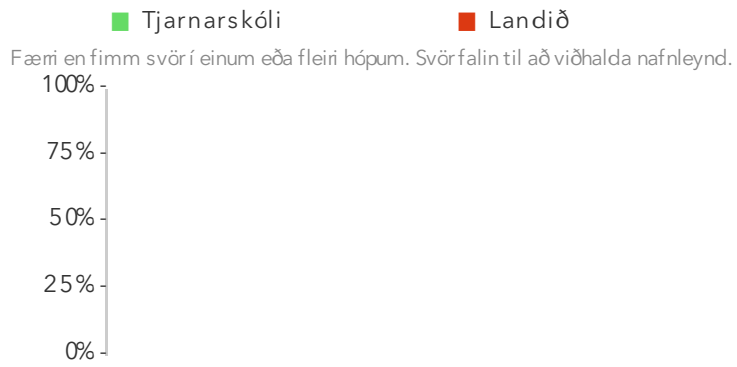 Tjarnarskóli Landið
Færri en fimm svör í einum eða fleiri hópum. Svör falin til að viðhalda nafnleynd.
100%
75%
50%
25%
0%